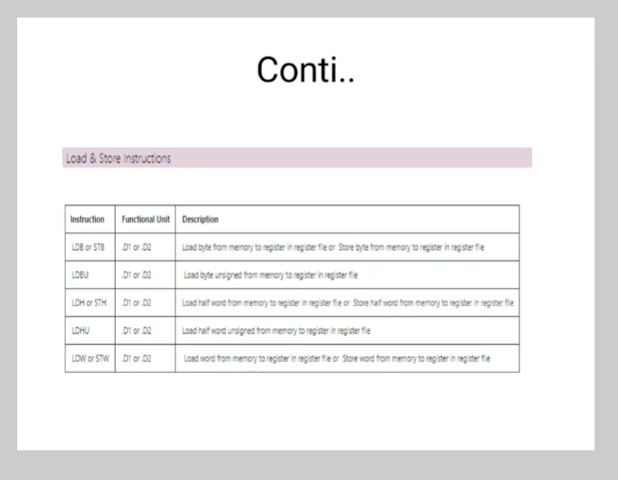 Conti..
Load & Store Instructions
Instruction Functional Unit Description
LDB or STB .D1 or .D2 Load byte from memory to register in register file or Store byte from memory to register in register file
LDBU .D1 or .D2 Load byte unsigned from memory to register in register file
LDH or STH .D1 or .D2 Load half word from memory to register in register file or Store half word from memory to register in register file
LDHU .D1 or .D2 Load half word unsigned from memory to register in register file
LDW or STW .D1 or .D2 Load word from memory to register in register file or Store word from memory to register in register file